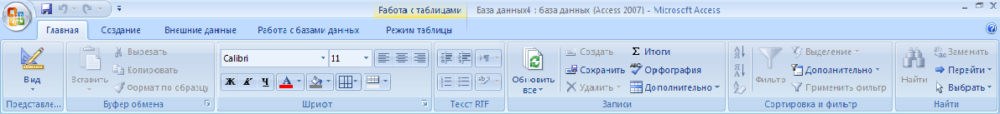 Работа с таблицами База данных4 : база данных (Access 2007) - Microsoft Access
Главная Создание Внешние данные Работа с базами данных Режим таблицы
Вид
Представле...
Вставить
Вырезать
Копировать
Формат по образцу
Буфер обмена
Calibri 11
Ж К Ч А
Шрифт
Текст RTF
Обновить все
Создать
Сохранить
Удалить
Σ Итоги
Орфография
Дополнительно
Записи
Фильтр
Выделение
Дополнительно
Применить фильтр
Сортировка и фильтр
Найти
Заменить
Перейти
Выбрать
Найти